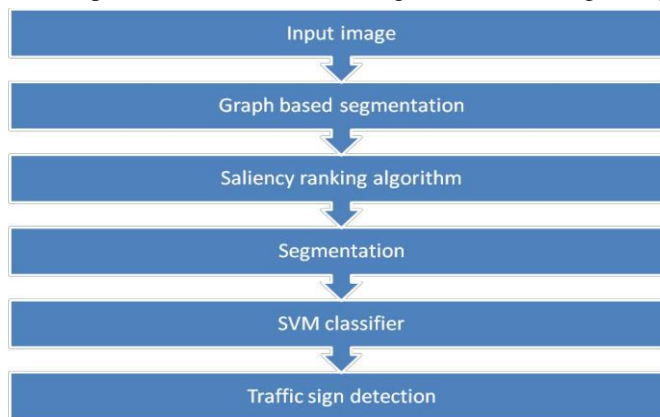 Input image
Graph based segmentation
Saliency ranking algorithm
Segmentation
SVM classifier
Traffic sign detection